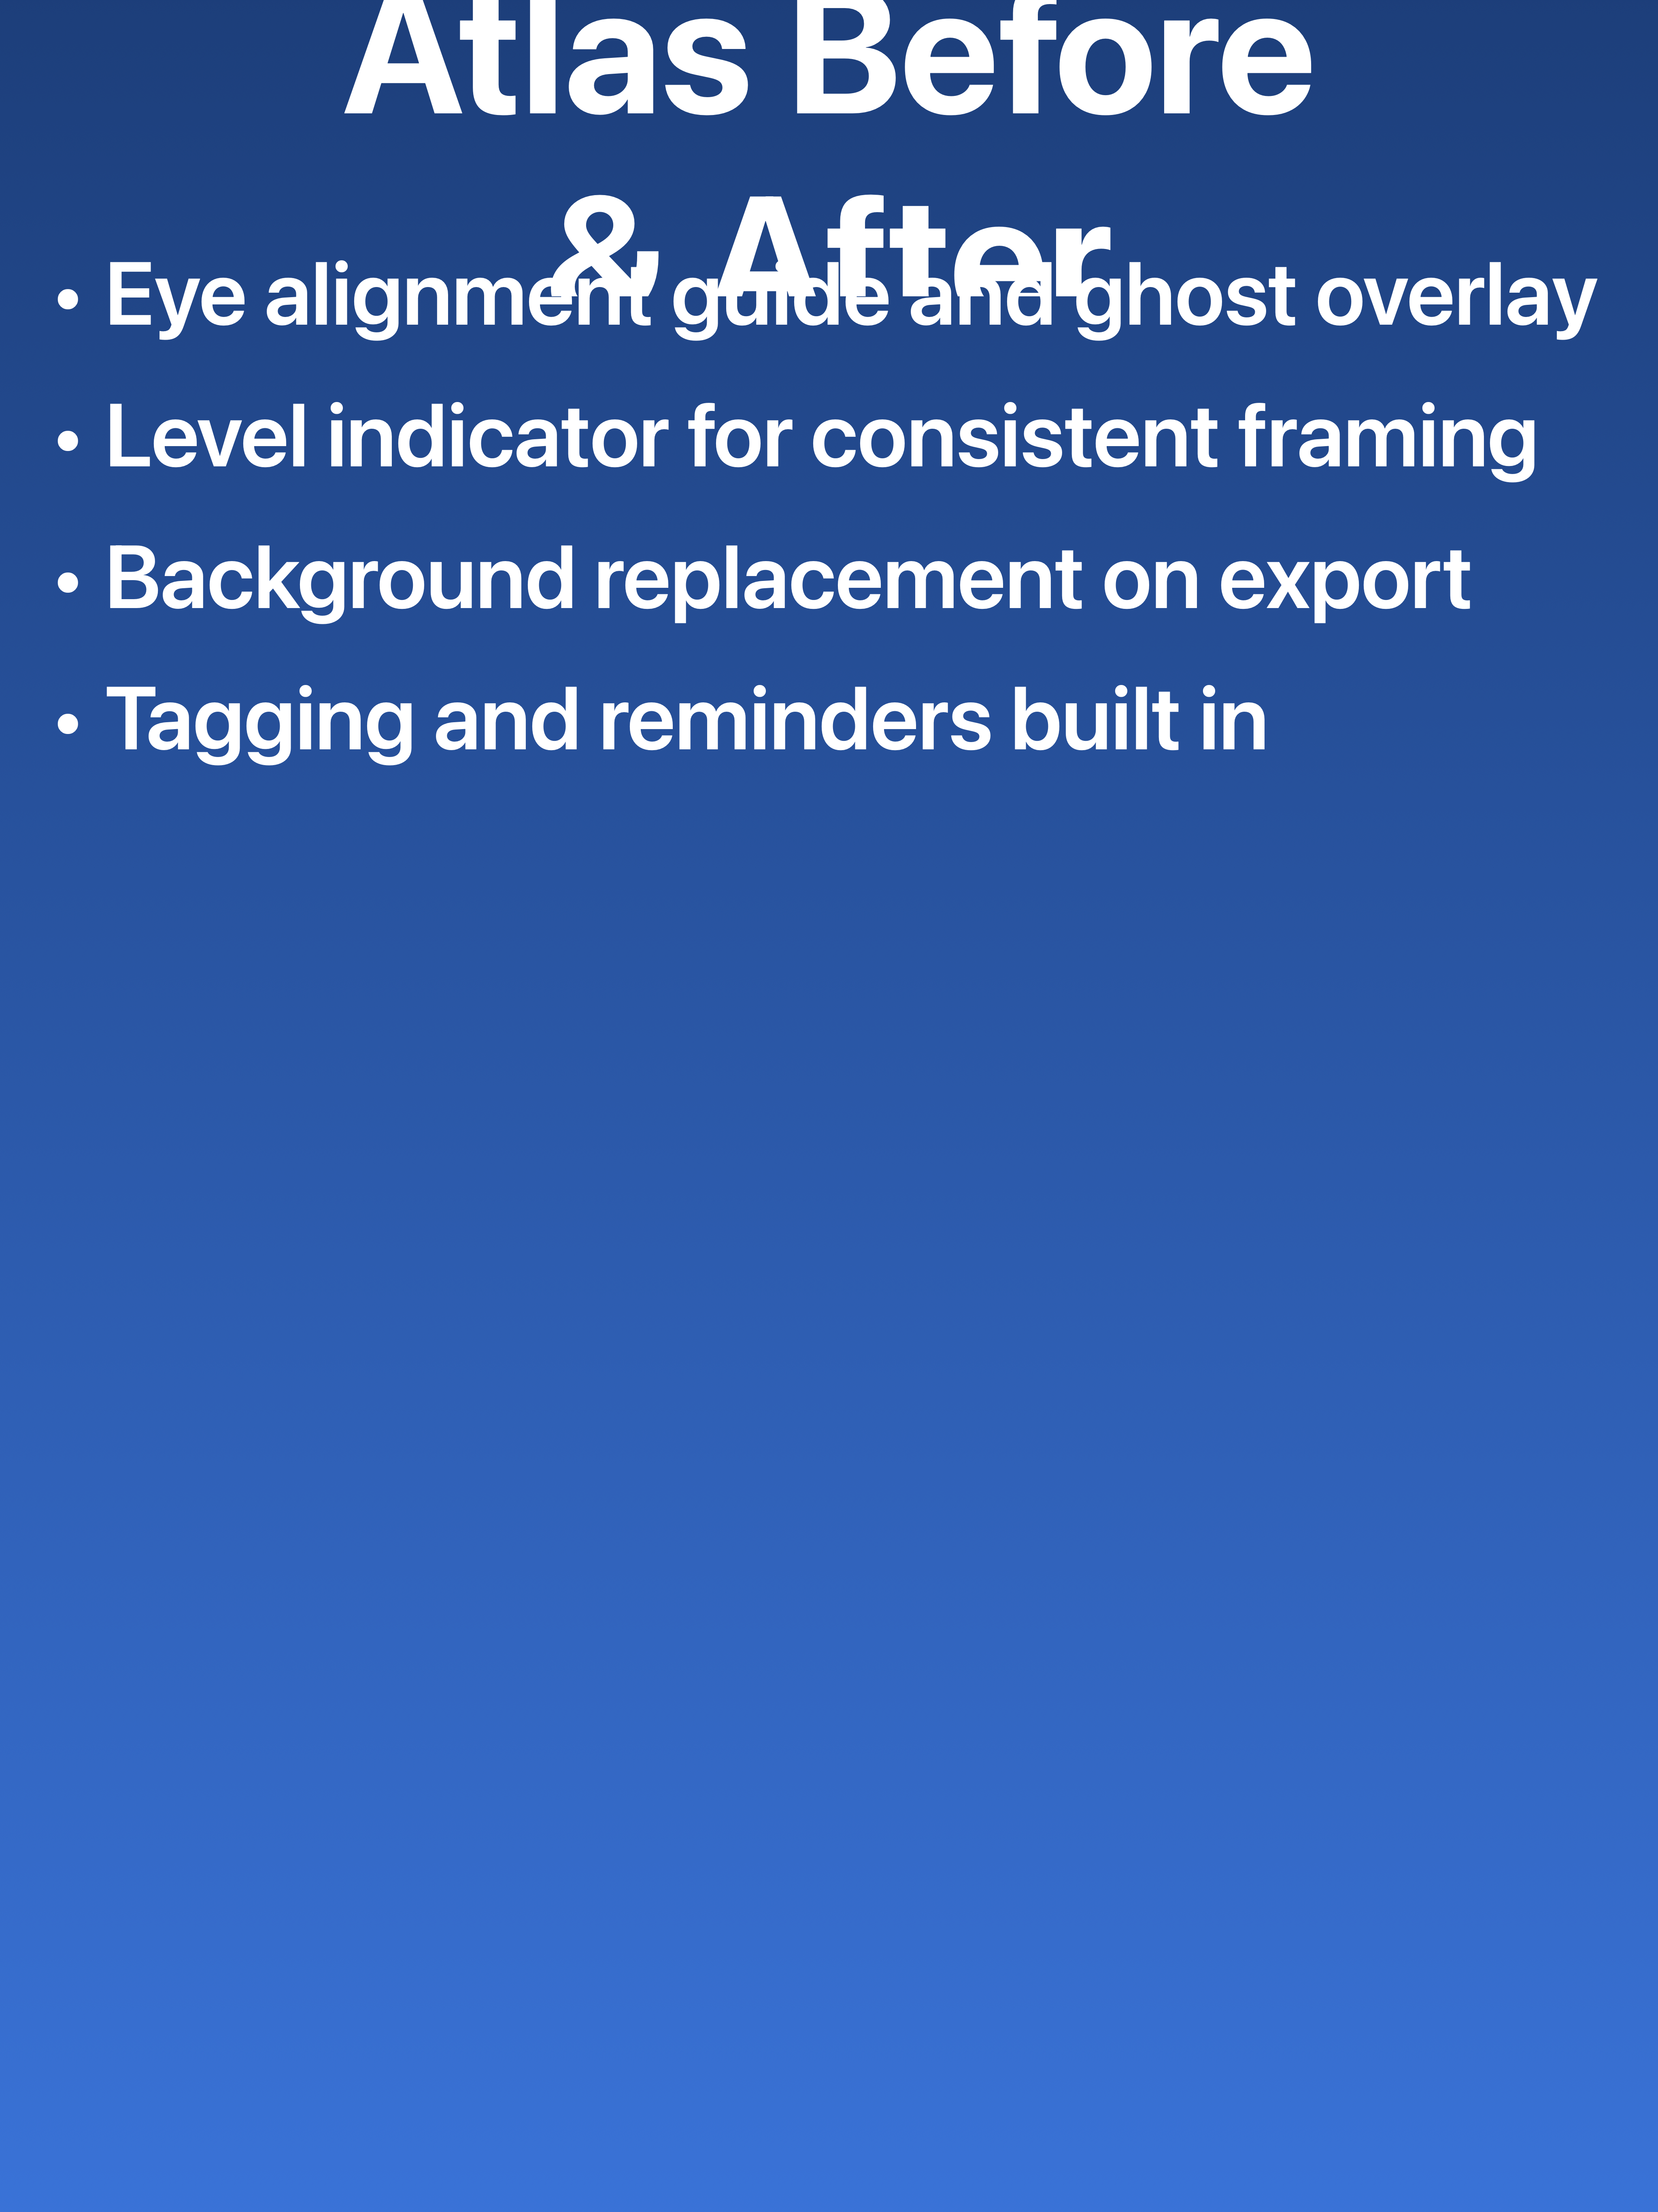 Atlas Before
& After
• Eye alignment guide and ghost overlay
• Level indicator for consistent framing
• Background replacement on export
• Tagging and reminders built in